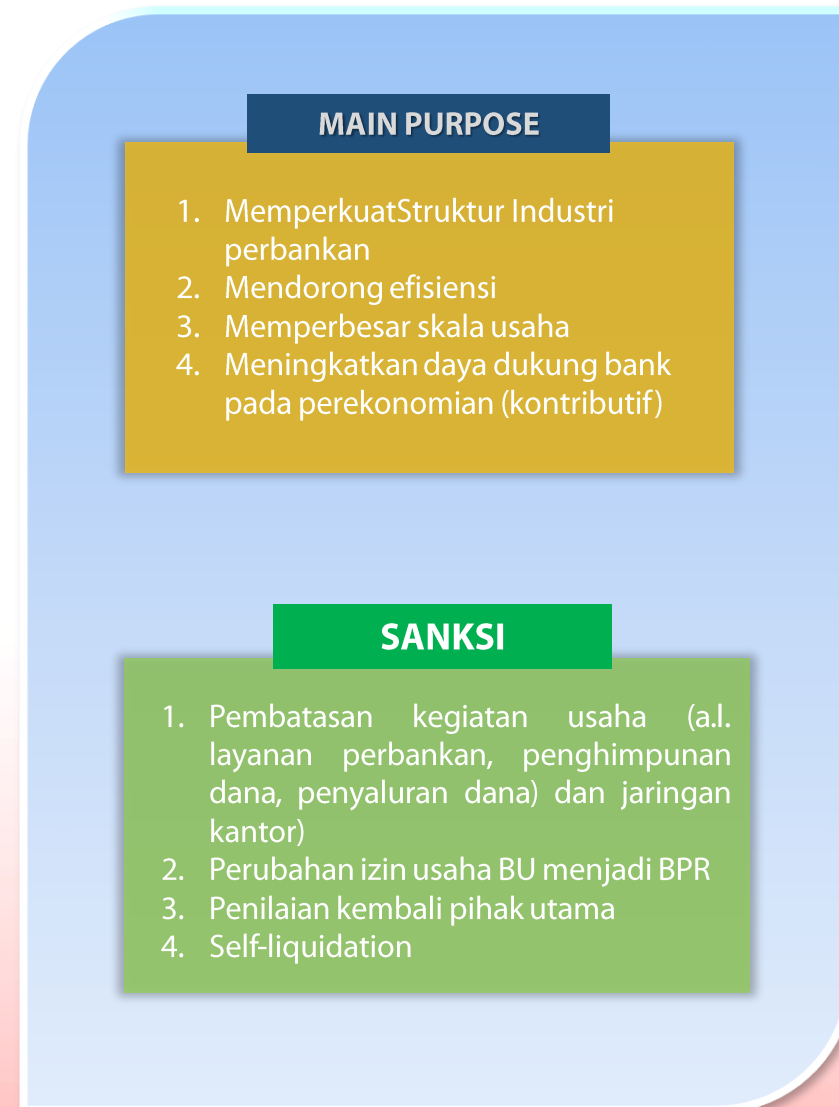 MAIN PURPOSE
1. MemperkuatStruktur Industri
perbankan
2. Mendorong efisiensi
3. Memperbesar skala usaha
4. Meningkatkan daya dukung bank
pada perekonomian (kontributif)
SANKSI
1. Pembatasan kegiatan usaha (a.l.
layanan perbankan, penghimpunan
dana, penyaluran dana) dan jaringan
kantor)
2. Perubahan izin usaha BU menjadi BPR
3. Penilaian kembali pihak utama
4. Self-liquidation